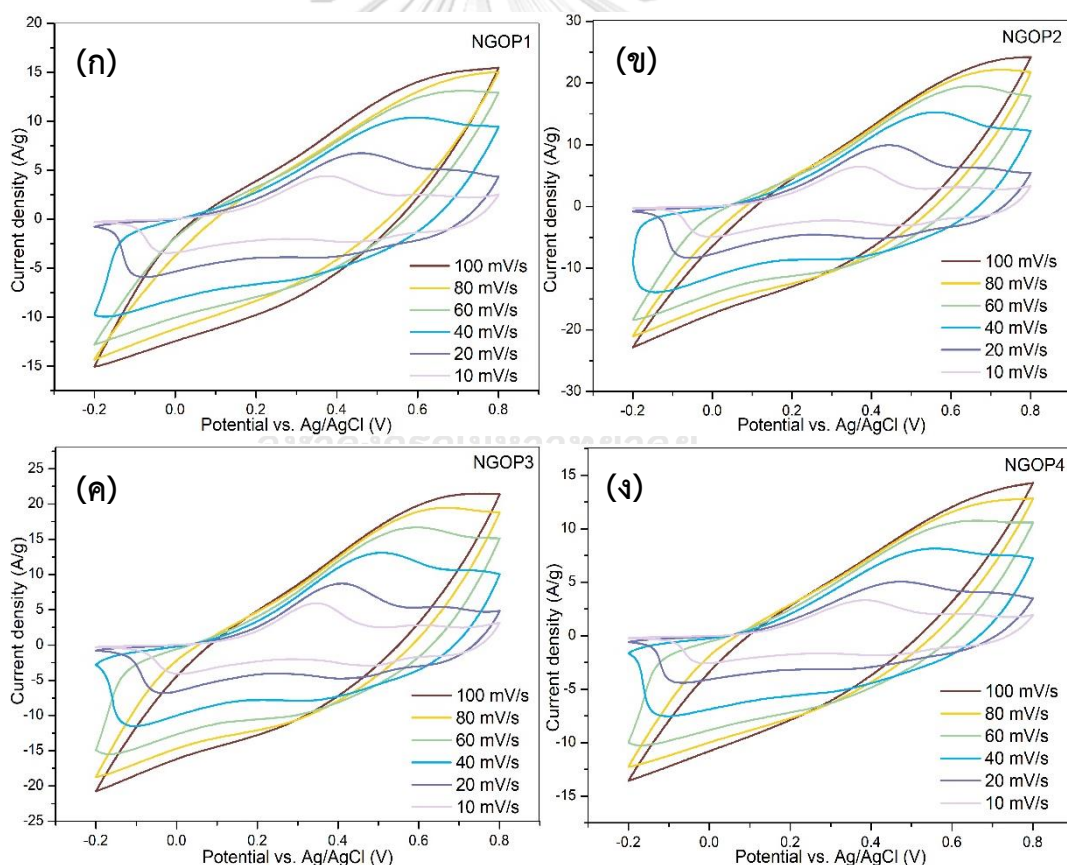 (ก)
NGOP1
20
15
10
5
0
-5
-10
-15
Current density (A/g)
100 mV/s
80 mV/s
60 mV/s
40 mV/s
20 mV/s
10 mV/s
-0.2 0.0 0.2 0.4 0.6 0.8
Potential vs. Ag/AgCl (V)
(ข)
NGOP2
30
20
10
0
-10
-20
-30
Current density (A/g)
100 mV/s
80 mV/s
60 mV/s
40 mV/s
20 mV/s
10 mV/s
-0.2 0.0 0.2 0.4 0.6 0.8
Potential vs. Ag/AgCl (V)
(ค)
NGOP3
25
20
15
10
5
0
-5
-10
-15
-20
-25
Current density (A/g)
100 mV/s
80 mV/s
60 mV/s
40 mV/s
20 mV/s
10 mV/s
-0.2 0.0 0.2 0.4 0.6 0.8
Potential vs. Ag/AgCl (V)
(ง)
NGOP4
15
10
5
0
-5
-10
-15
Current density (A/g)
100 mV/s
80 mV/s
60 mV/s
40 mV/s
20 mV/s
10 mV/s
-0.2 0.0 0.2 0.4 0.6 0.8
Potential vs. Ag/AgCl (V)